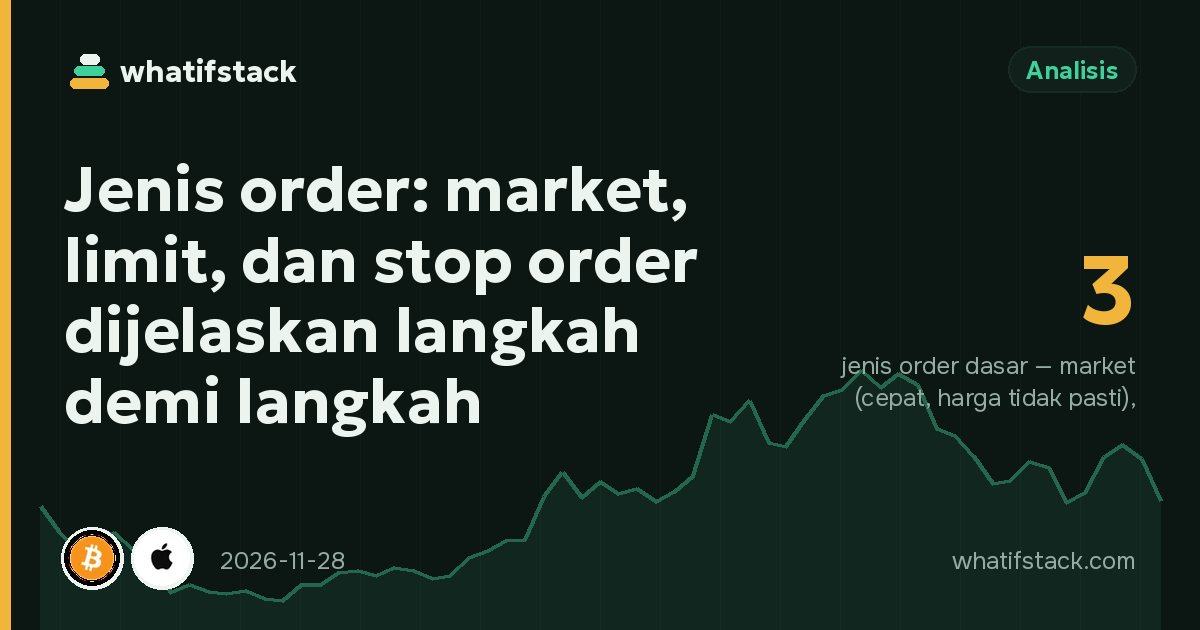 whatifstack
Analisis
Jenis order: market,
limit, dan stop order
dijelaskan langkah
demi langkah
3
jenis order dasar — market
(cepat, harga tidak pasti),
2026-11-28
whatifstack.com